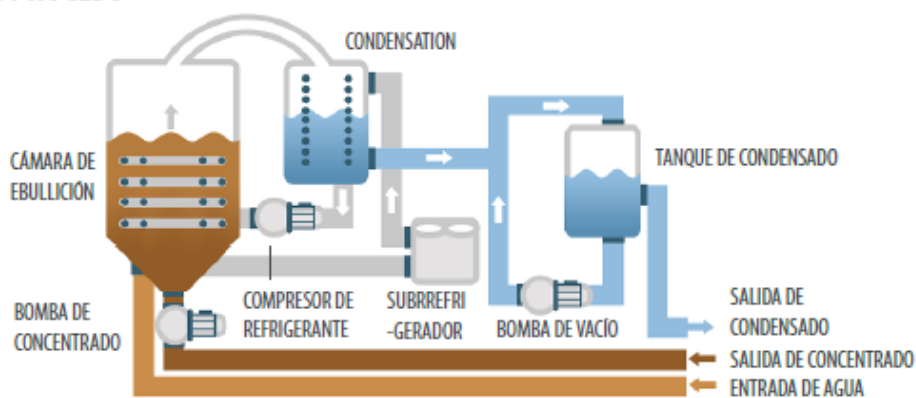 CONDENSATION
CÁMARA DE
EBULLICIÓN
TANQUE DE CONDENSADO
BOMBA DE
CONCENTRADO
COMPRESOR DE
REFRIGERANTE
SUBRREFRI
-GERADOR
BOMBA DE VACÍO
SALIDA DE
CONDENSADO
SALIDA DE CONCENTRADO
ENTRADA DE AGUA